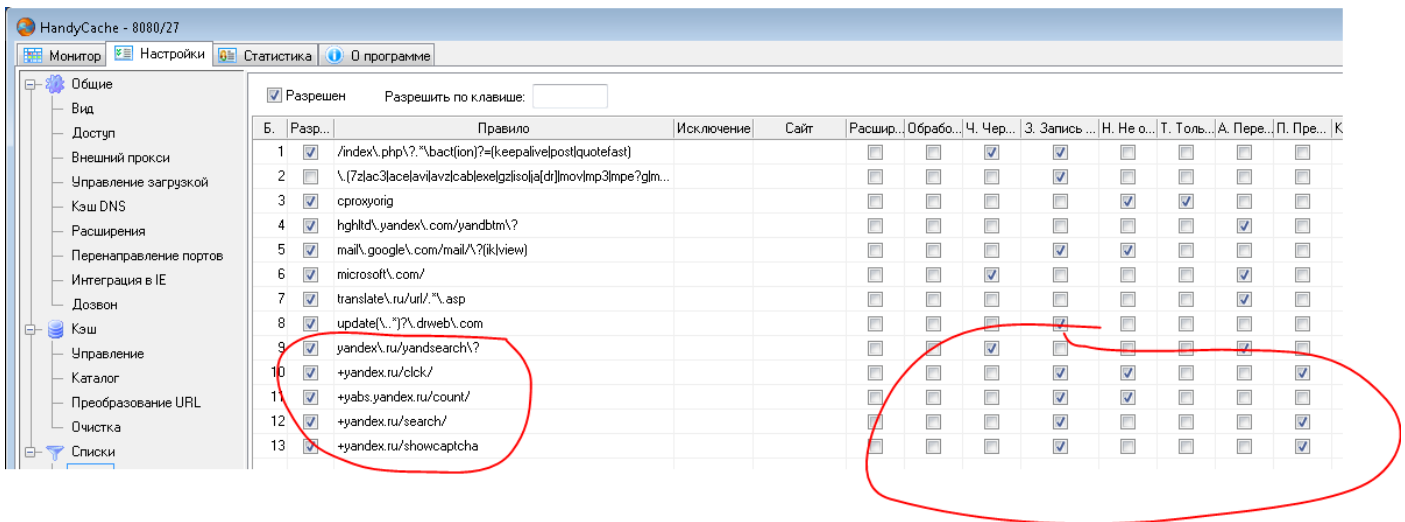 HandyCache - 8080/27
Монитор Настройки Статистика О программе
Общие
Вид
Доступ
Внешний прокси
Управление загрузкой
Кэш DNS
Расширения
Перенаправление портов
Интеграция в IE
Дозвон
Кэш
Управление
Каталог
Преобразование URL
Очистка
Списки
Разрешен Разрешить по клавише:
Б. Разр... Правило Исключение Сайт Расшир... Обрабо... Ч. Чер... З. Запись ... Н. Не о... Т. Толь... А. Пере... П. Пре... К
1 /index\.php\?.*\bact(ion)?=(keepalive|post|quotefast)
2 \.(7z|ac3|ace|avi|avz|cab|exe|gz|iso|ja[dr]|mov|mp3|mpe?g|m...
3 cproxyorig
4 hghltd\.yandex\.com/yandbtm\?
5 mail\.google\.com/mail/\?(ik|view)
6 microsoft\.com/
7 translate\.ru/url/.*\.asp
8 update(\..*)?\.drweb\.com
9 yandex\.ru/yandsearch\?
10 +yandex.ru/clck/
11 +yabs.yandex.ru/count/
12 +yandex.ru/search/
13 +yandex.ru/showcaptcha